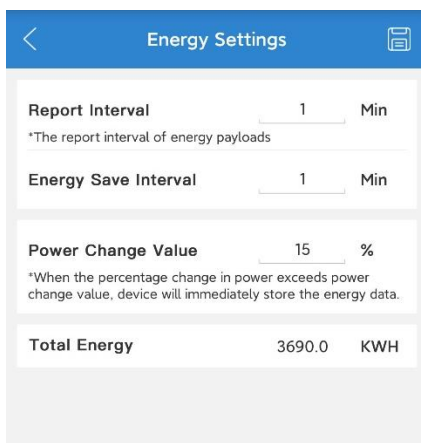 Energy Settings
Report Interval 1 Min
*The report interval of energy payloads
Energy Save Interval 1 Min
Power Change Value 15 %
*When the percentage change in power exceeds power
change value, device will immediately store the energy data.
Total Energy 3690.0 KWH